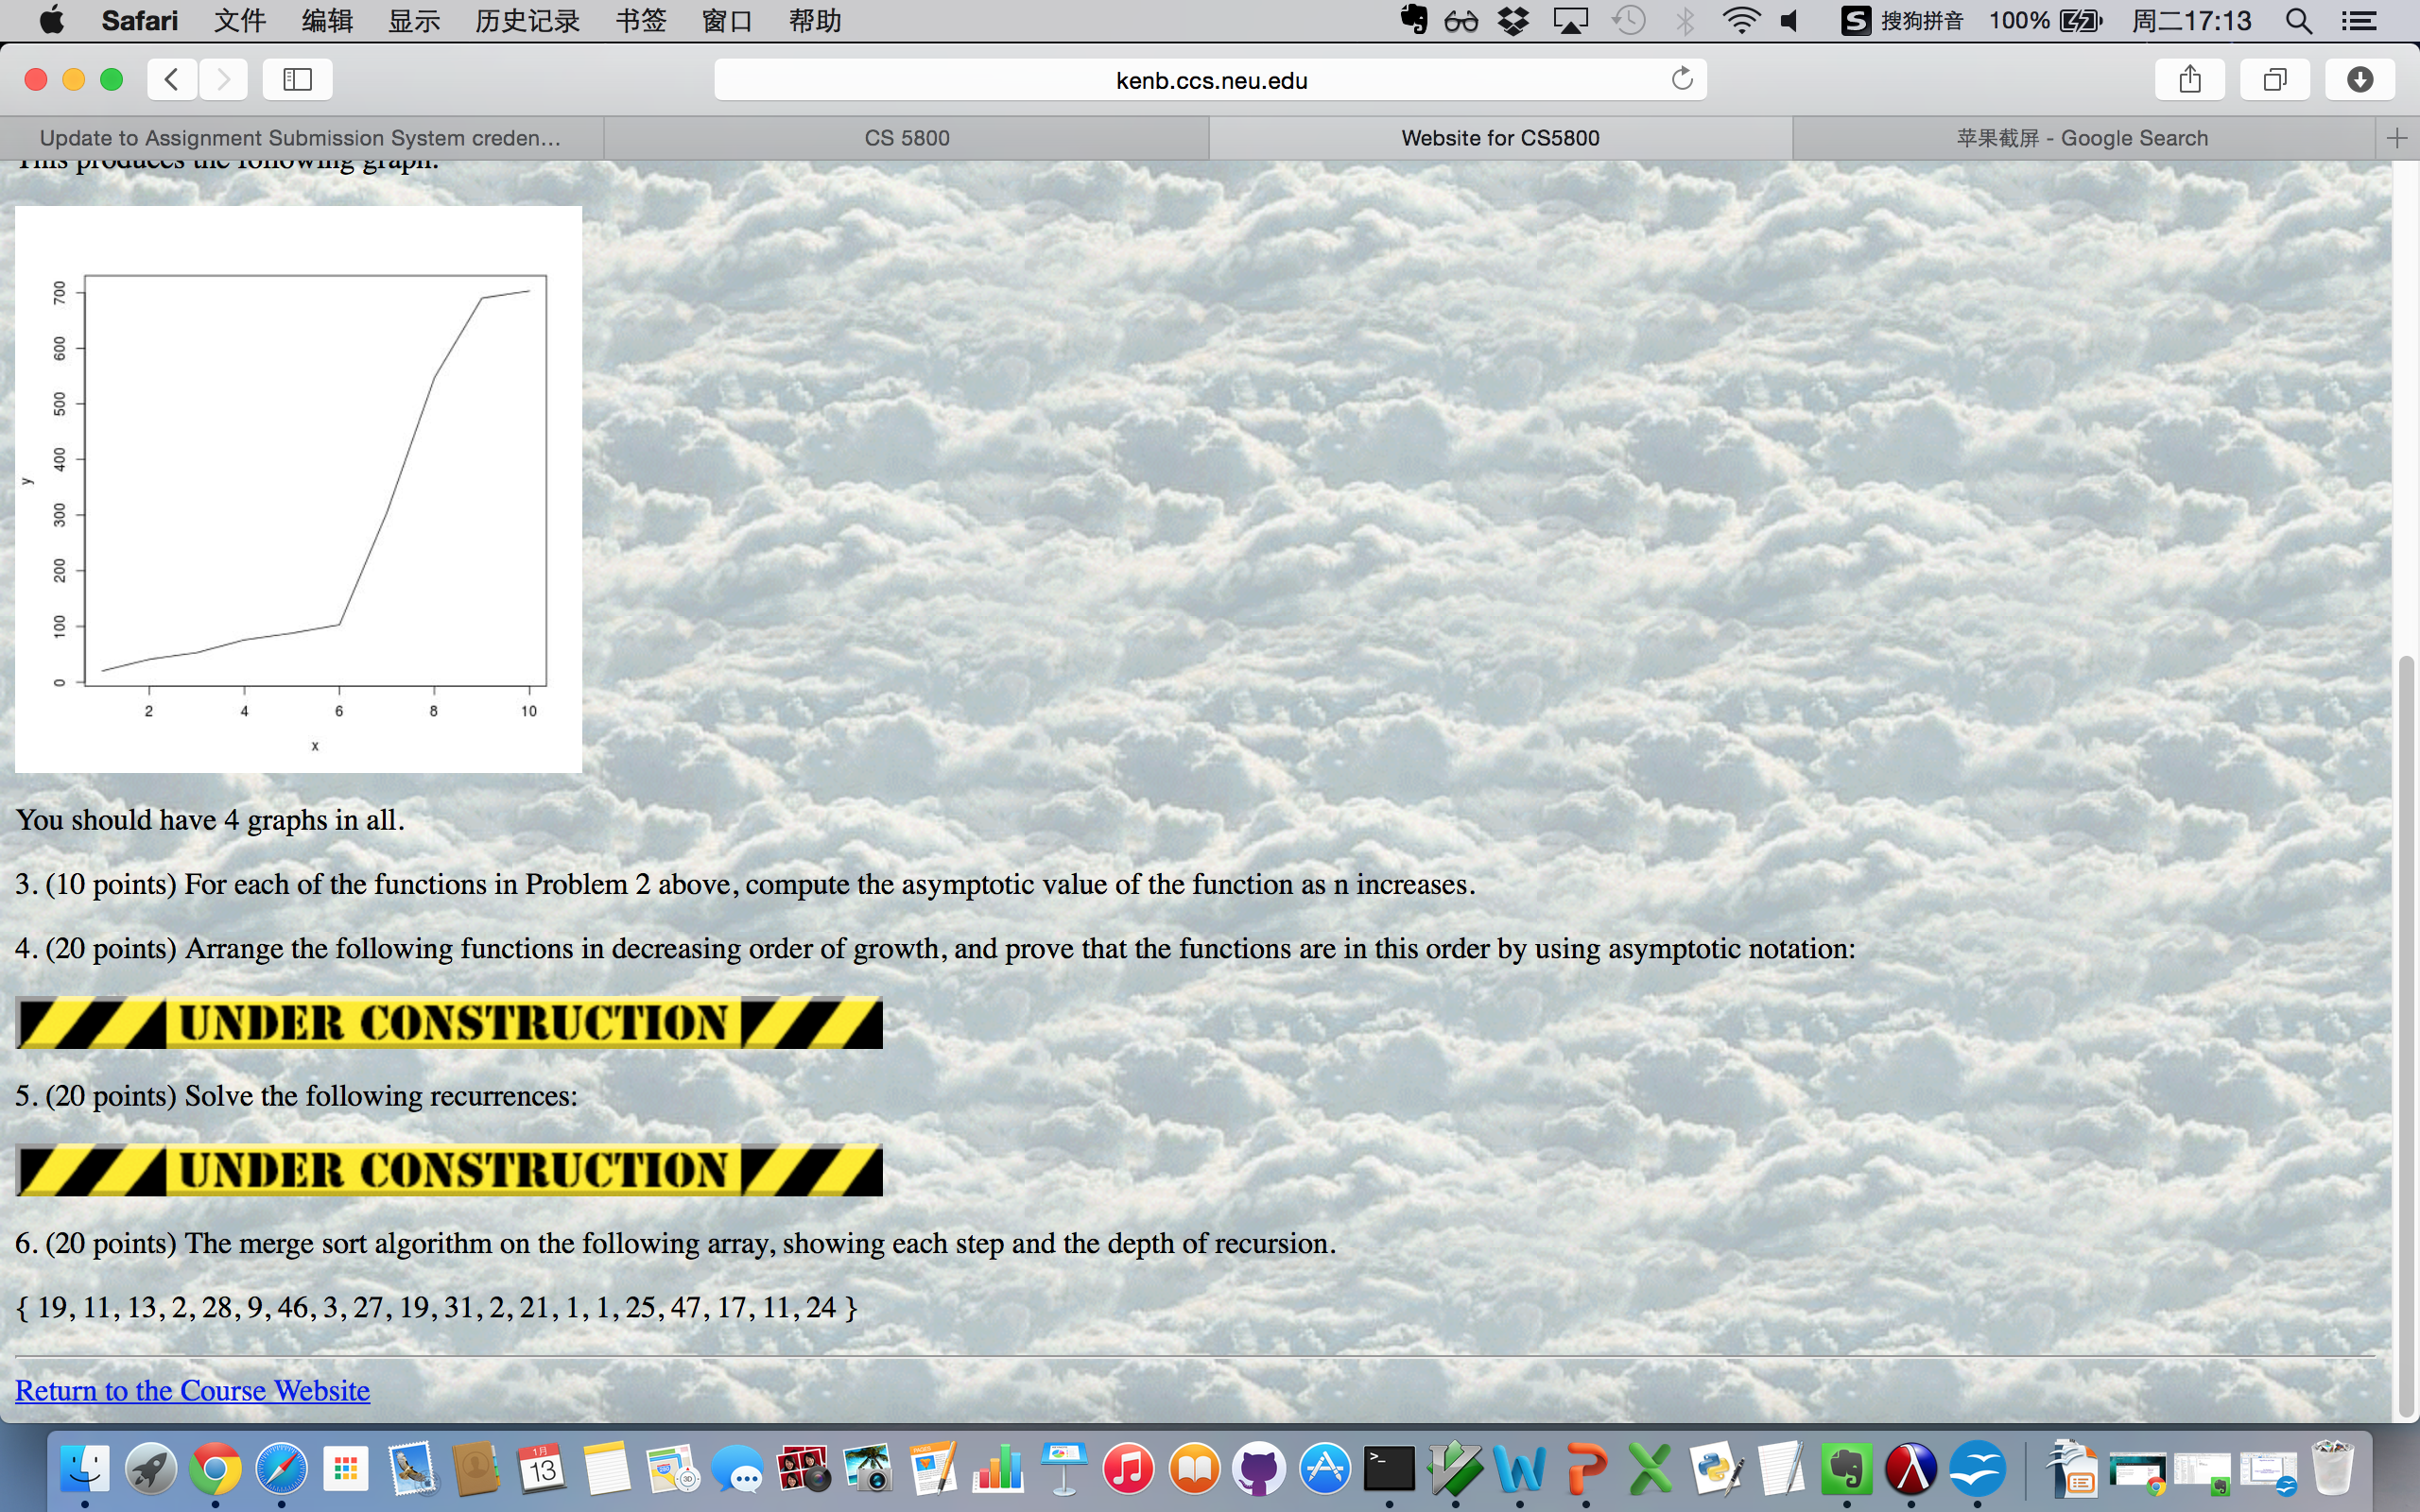 Safari 文件 编辑 显示 历史记录 书签 窗口 帮助 S 搜狗拼音 100% 周二17:13
kenb.ccs.neu.edu
Update to Assignment Submission System creden... CS 5800 Website for CS5800 苹果截屏 - Google Search
This produces the following graph:
700
600
500
400
300
200
100
0
y
2 4 6 8 10
x
You should have 4 graphs in all.
3. (10 points) For each of the functions in Problem 2 above, compute the asymptotic value of the function as n increases.
4. (20 points) Arrange the following functions in decreasing order of growth, and prove that the functions are in this order by using asymptotic notation:
UNDER CONSTRUCTION
5. (20 points) Solve the following recurrences:
UNDER CONSTRUCTION
6. (20 points) The merge sort algorithm on the following array, showing each step and the depth of recursion.
{ 19, 11, 13, 2, 28, 9, 46, 3, 27, 19, 31, 2, 21, 1, 1, 25, 47, 17, 11, 24 }
Return to the Course Website
1月
13
3D
PAGES
>_
W P X